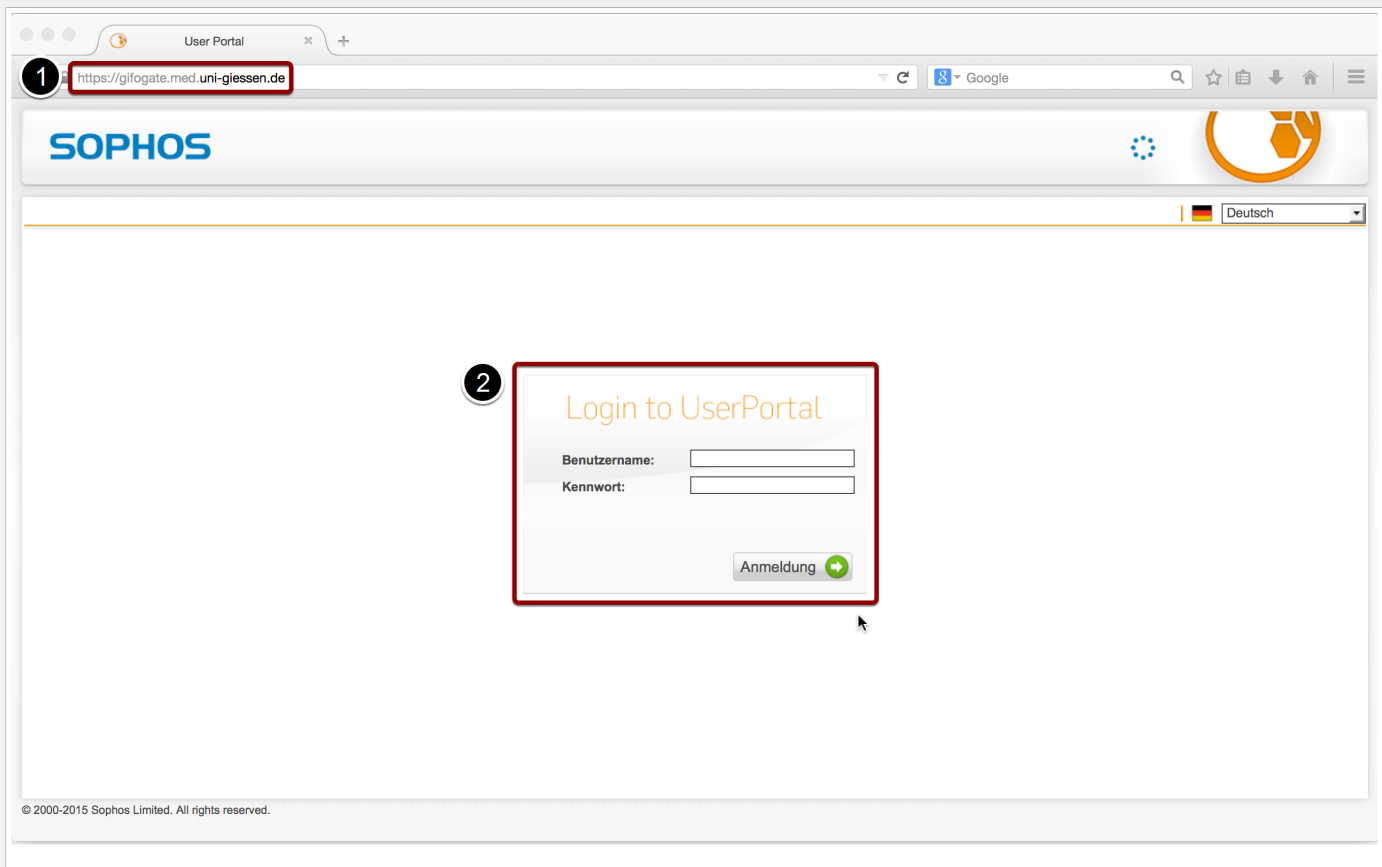 User Portal
1
https://gifogate.med.uni-giessen.de
8
Google
SOPHOS
Deutsch
2
Login to UserPortal
Benutzername:
Kennwort:
Anmeldung
© 2000-2015 Sophos Limited. All rights reserved.